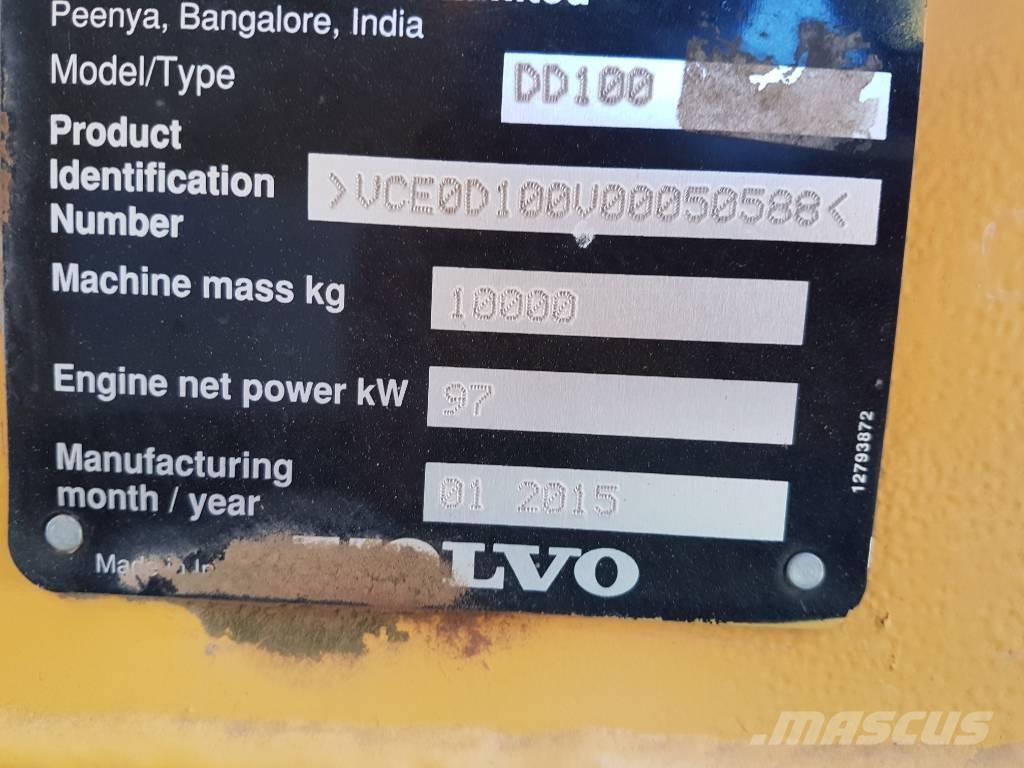 Peenya, Bangalore, India
Model/Type DD100
Product
Identification
Number >VCE0D100V00050588<
Machine mass kg 10000
Engine net power kW 97
Manufacturing
month / year 01 2015
12793872
VOLVO
MASCUS